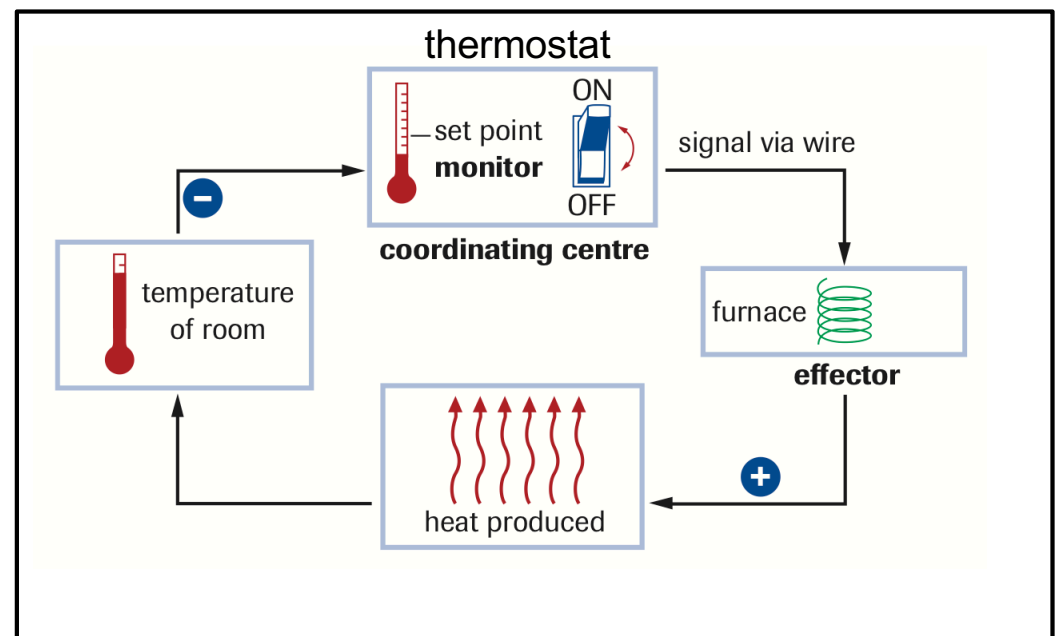 thermostat
ON
set point
monitor
OFF
coordinating centre
signal via wire
furnace
effector
+
heat produced
temperature
of room
−